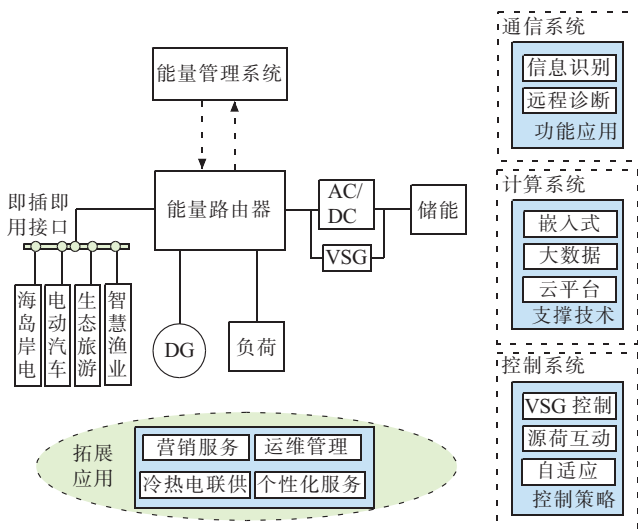 能量管理系统
能量路由器
即插即
用接口
AC/
DC
VSG
储能
海岛岸电
电动汽车
生态旅游
智慧渔业
DG
负荷
拓展
应用
营销服务
运维管理
冷热电联供
个性化服务
通信系统
信息识别
远程诊断
功能应用
计算系统
嵌入式
大数据
云平台
支撑技术
控制系统
VSG 控制
源荷互动
自适应
控制策略